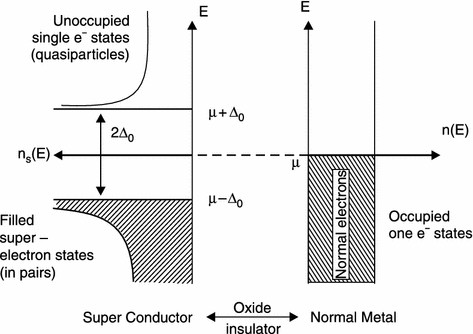 Unoccupied
single e⁻ states
(quasiparticles)
E
E
μ+Δ₀
2Δ₀
nₛ(E)
n(E)
μ
μ–Δ₀
Filled
super –
electron states
(in pairs)
Normal electrons
Occupied
one e⁻ states
Super Conductor
Oxide
insulator
Normal Metal